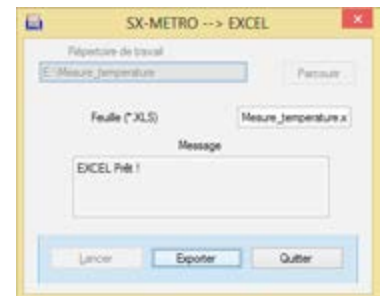 SX-METRO --> EXCEL
Répertoire de travail
E:\Mesure_temperature
Parcourir
Feuille (*.XLS)
Mesure_temperature.x
Message
EXCEL Prêt !
Lancer
Exporter
Quitter